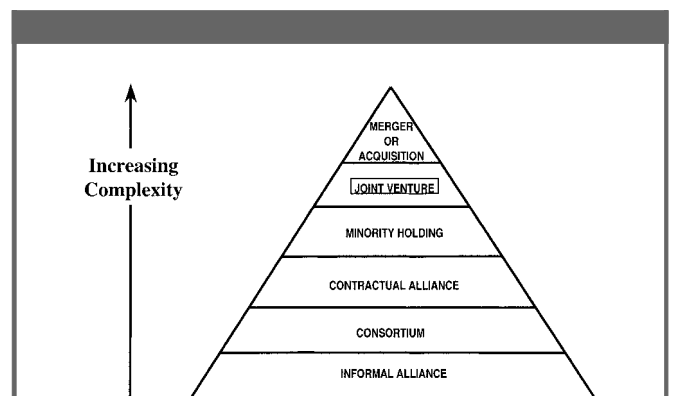 Increasing
Complexity
MERGER
OR
ACQUISITION
JOINT VENTURE
MINORITY HOLDING
CONTRACTUAL ALLIANCE
CONSORTIUM
INFORMAL ALLIANCE